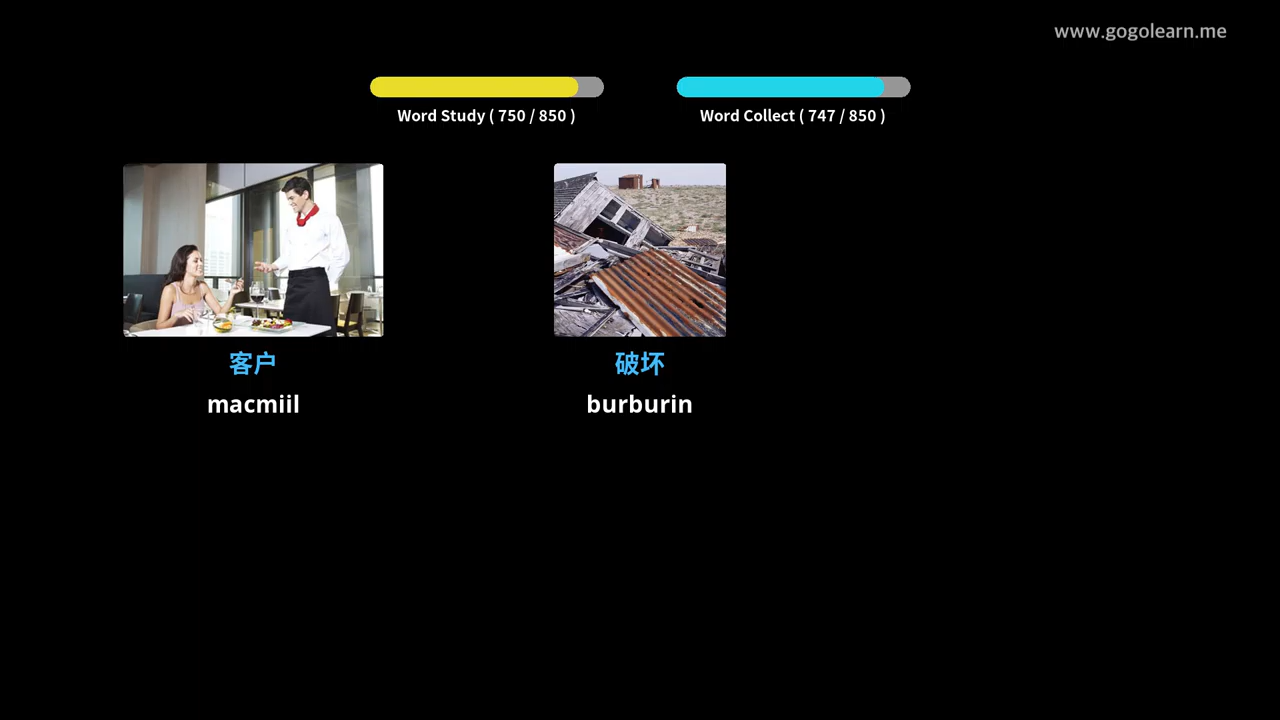 www.gogolearn.me
Word Study ( 750 / 850 )
Word Collect ( 747 / 850 )
客户
macmiil
破坏
burburin